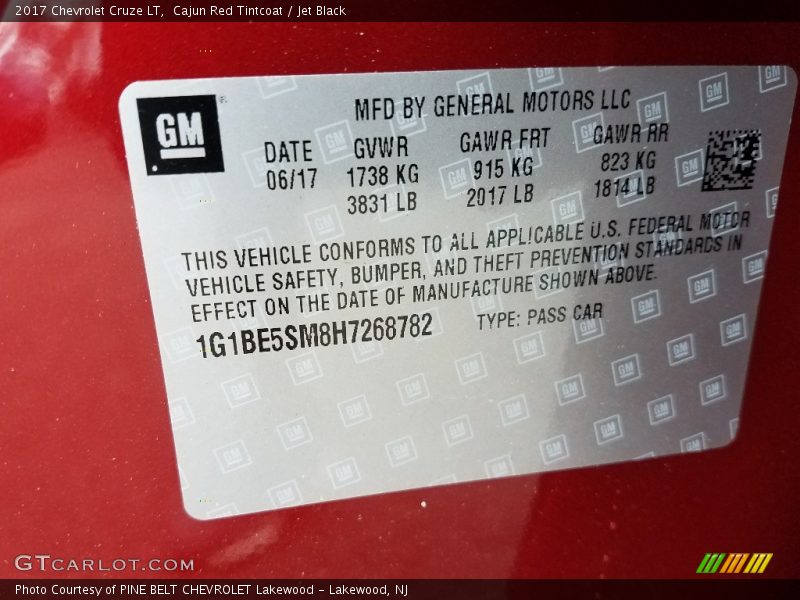 2017 Chevrolet Cruze LT,  Cajun Red Tintcoat / Jet Black
GM
MFD BY GENERAL MOTORS LLC
DATE GVWR GAWR FRT GAWR RR
06/17 1738 KG 915 KG 823 KG
3831 LB 2017 LB 1814 LB
THIS VEHICLE CONFORMS TO ALL APPLICABLE U.S. FEDERAL MOTOR
VEHICLE SAFETY, BUMPER, AND THEFT PREVENTION STANDARDS IN
EFFECT ON THE DATE OF MANUFACTURE SHOWN ABOVE.
1G1BE5SM8H7268782 TYPE: PASS CAR
GTCARLOT.COM
Photo Courtesy of PINE BELT CHEVROLET Lakewood - Lakewood, NJ